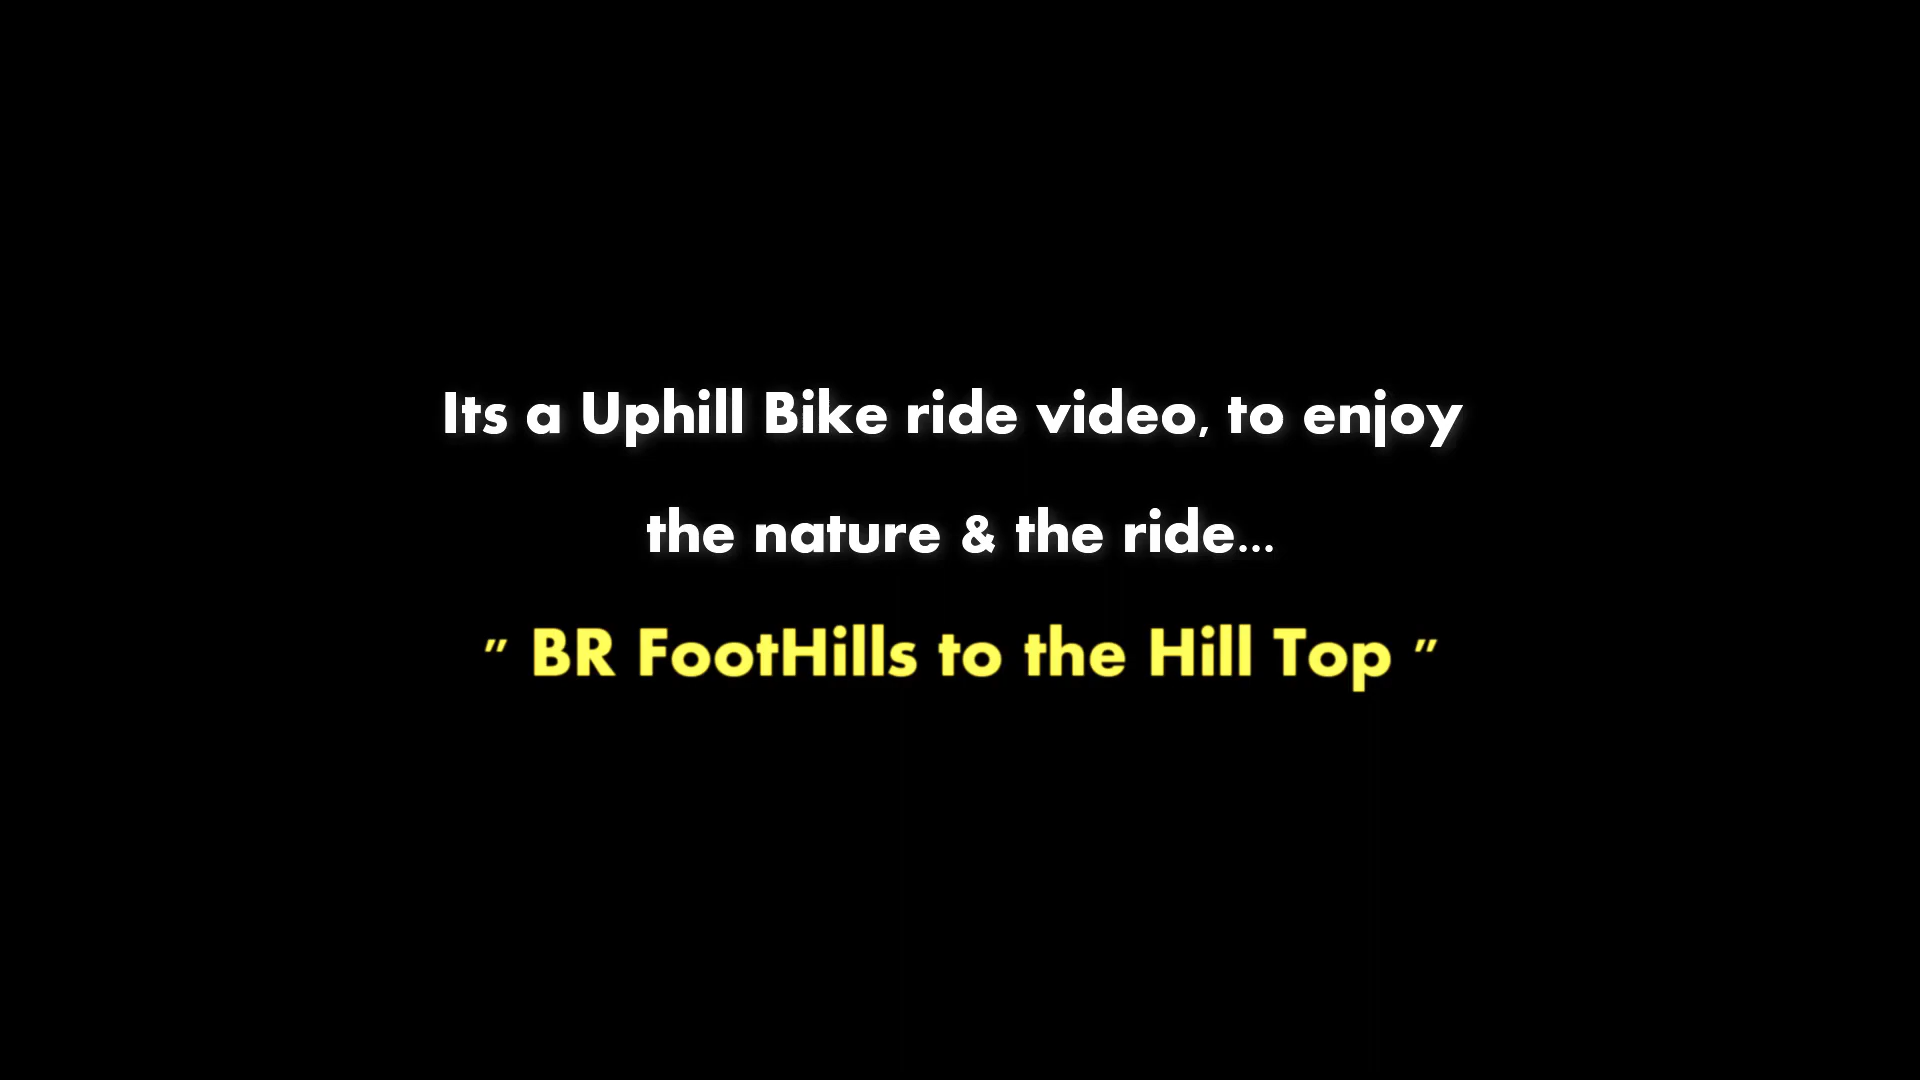 Its a Uphill Bike ride video, to enjoy
the nature & the ride...
" BR FootHills to the Hill Top "